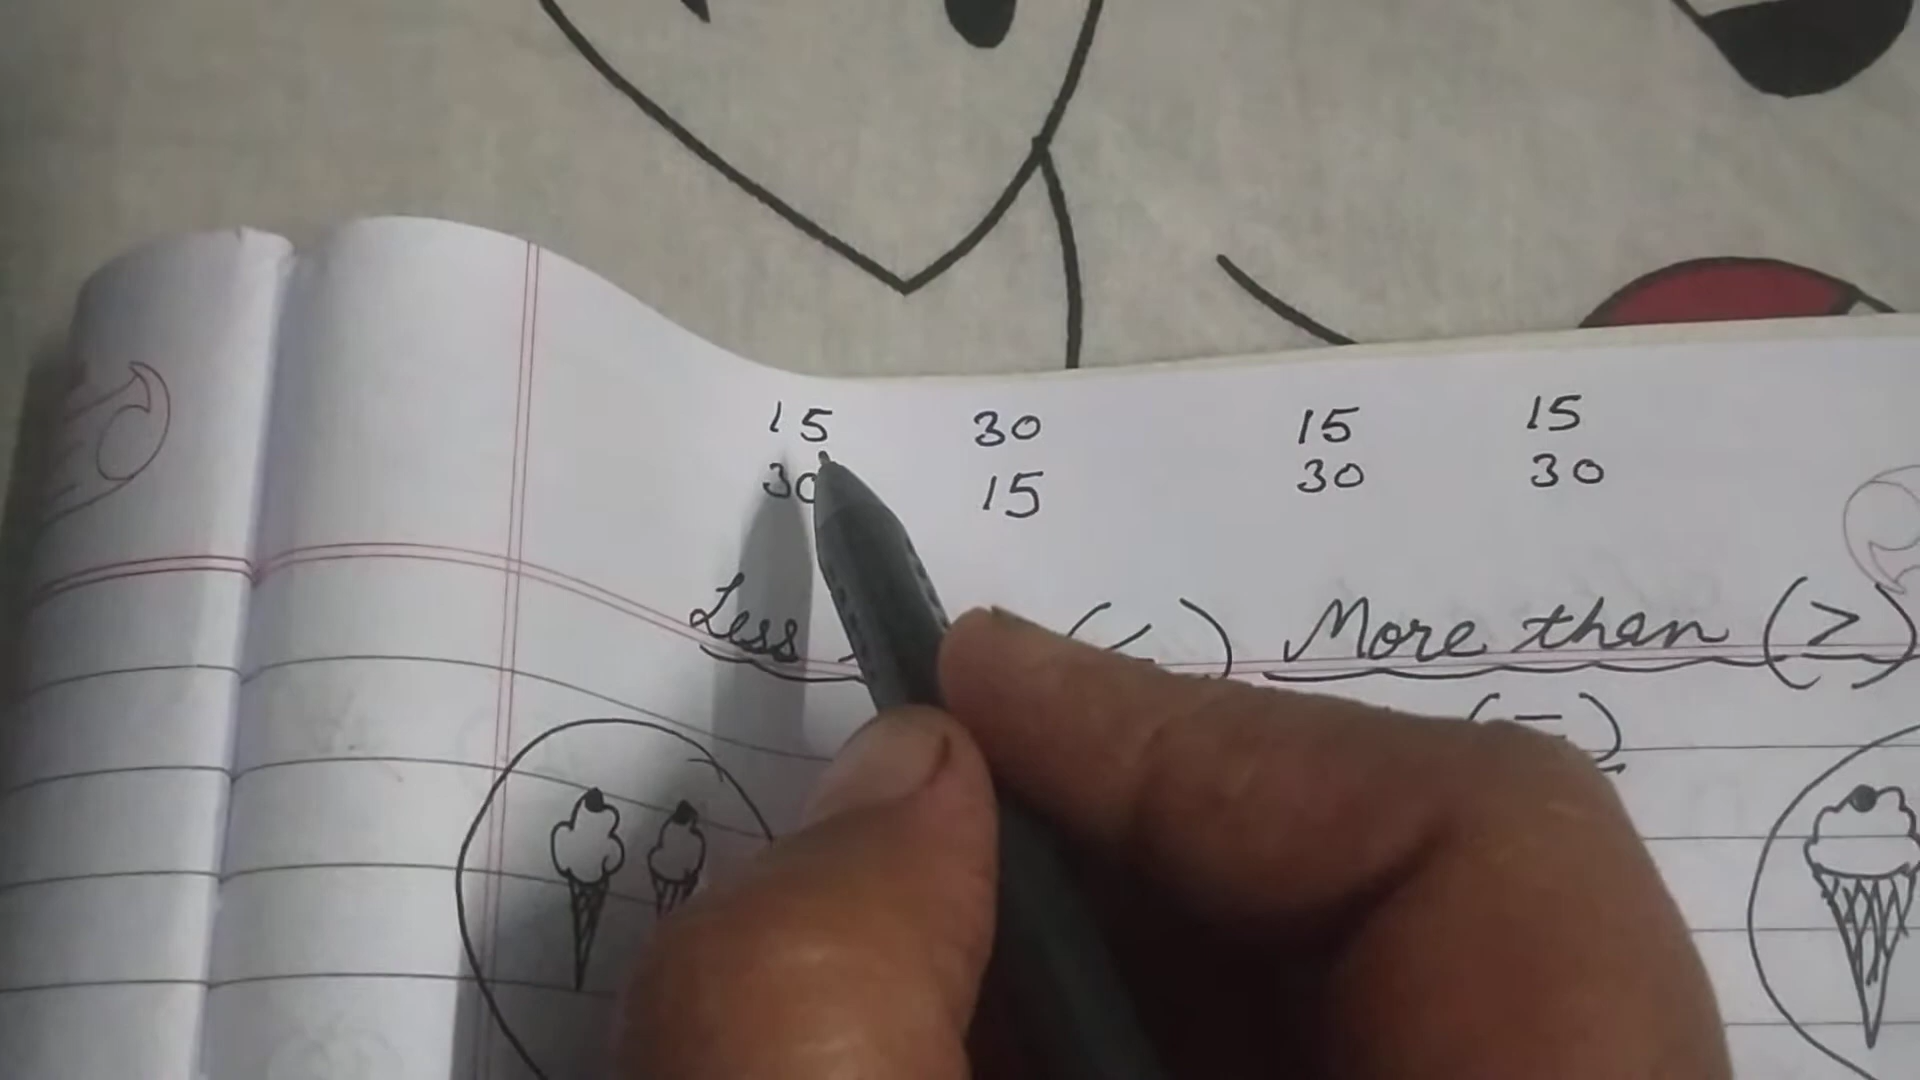 15 30 15 15
30 15 30 30
Less (<) More than (>)
(=)